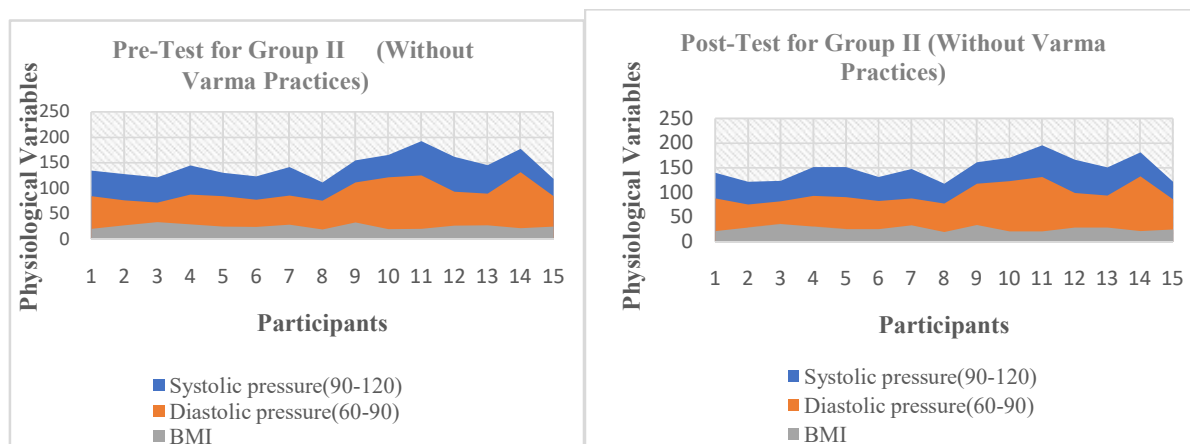 Pre-Test for Group II (Without
Varma Practices)
Physiological Variables
250
200
150
100
50
0
1 2 3 4 5 6 7 8 9 10 11 12 13 14 15
Participants
Systolic pressure(90-120)
Diastolic pressure(60-90)
BMI
Post-Test for Group II (Without Varma
Practices)
Physiological Variables
250
200
150
100
50
0
1 2 3 4 5 6 7 8 9 10 11 12 13 14 15
Participants
Systolic pressure(90-120)
Diastolic pressure(60-90)
BMI